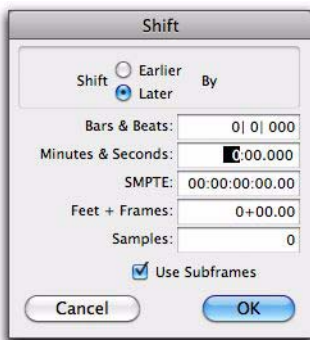 Shift
Earlier
Shift By
Later
Bars & Beats: 0| 0| 000
Minutes & Seconds: 0:00.000
SMPTE: 00:00:00:00.00
Feet + Frames: 0+00.00
Samples: 0
Use Subframes
Cancel OK